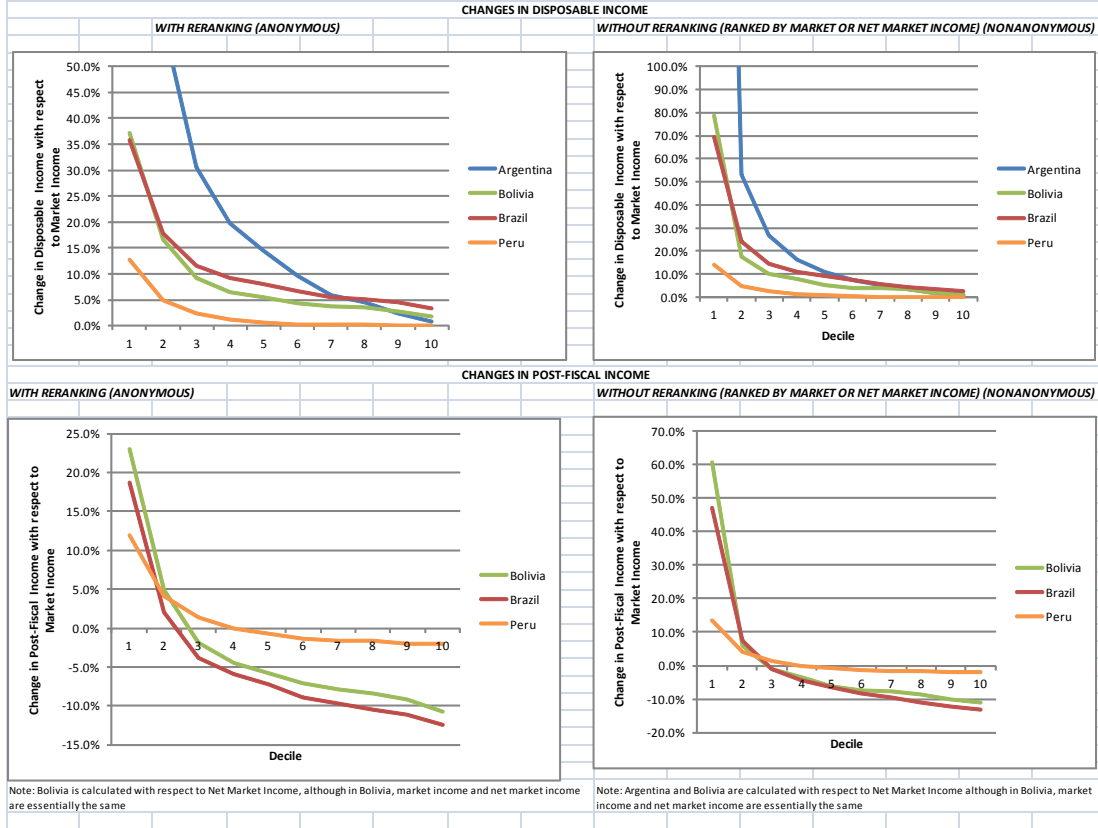 CHANGES IN DISPOSABLE INCOME
WITH RERANKING (ANONYMOUS)
WITHOUT RERANKING (RANKED BY MARKET OR NET MARKET INCOME) (NONANONYMOUS)
Change in Disposable Income with respect
to Market Income
50.0%
45.0%
40.0%
35.0%
30.0%
25.0%
20.0%
15.0%
10.0%
5.0%
0.0%
1 2 3 4 5 6 7 8 9 10
Argentina
Bolivia
Brazil
Peru
Change in Disposable Income with respect
to Market Income
100.0%
90.0%
80.0%
70.0%
60.0%
50.0%
40.0%
30.0%
20.0%
10.0%
0.0%
1 2 3 4 5 6 7 8 9 10
Decile
Argentina
Bolivia
Brazil
Peru
CHANGES IN POST-FISCAL INCOME
WITH RERANKING (ANONYMOUS)
WITHOUT RERANKING (RANKED BY MARKET OR NET MARKET INCOME) (NONANONYMOUS)
Change in Post-Fiscal Income with respect to
Market Income
25.0%
20.0%
15.0%
10.0%
5.0%
0.0%
-5.0%
-10.0%
-15.0%
1 2 3 4 5 6 7 8 9 10
Decile
Bolivia
Brazil
Peru
Change in Post-Fiscal Income with respect to
Market Income
70.0%
60.0%
50.0%
40.0%
30.0%
20.0%
10.0%
0.0%
-10.0%
-20.0%
1 2 3 4 5 6 7 8 9 10
Decile
Bolivia
Brazil
Peru
Note: Bolivia is calculated with respect to Net Market Income, although in Bolivia, market income and net market income
are essentially the same
Note: Argentina and Bolivia are calculated with respect to Net Market Income although in Bolivia, market
income and net market income are essentially the same